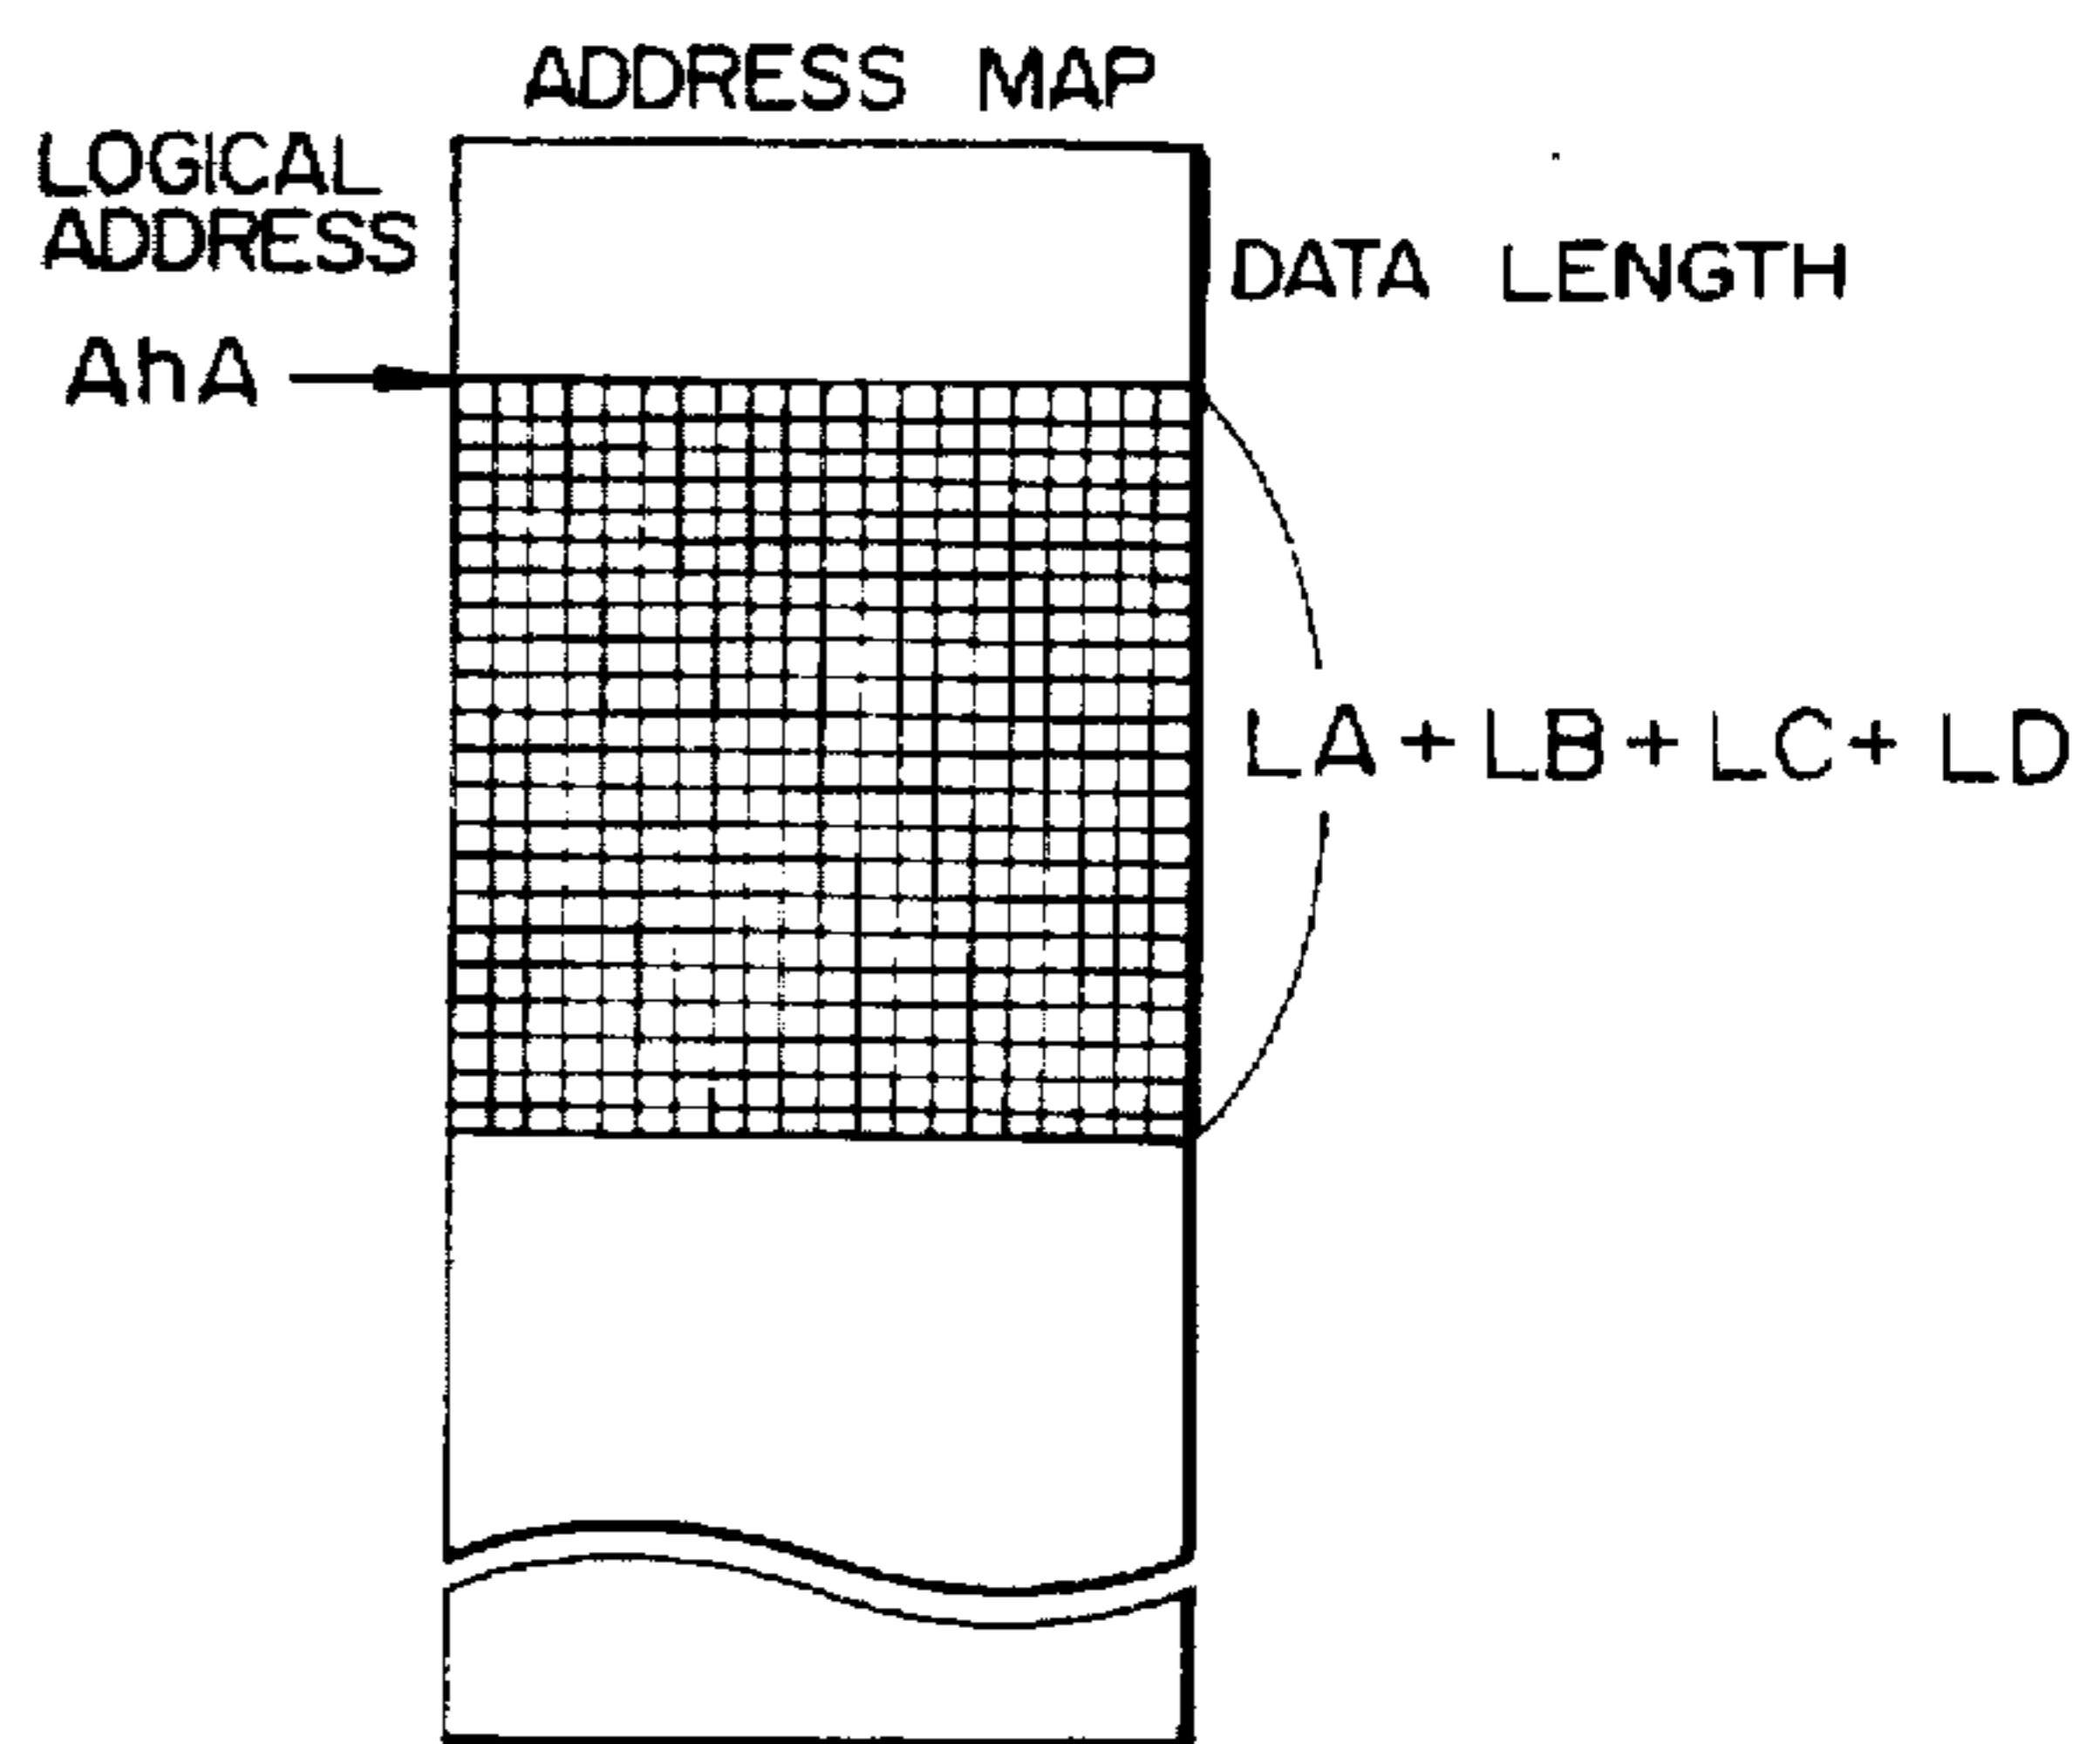 ADDRESS MAP
LOGICAL
ADDRESS
DATA LENGTH
AhA
LA + LB + LC + LD